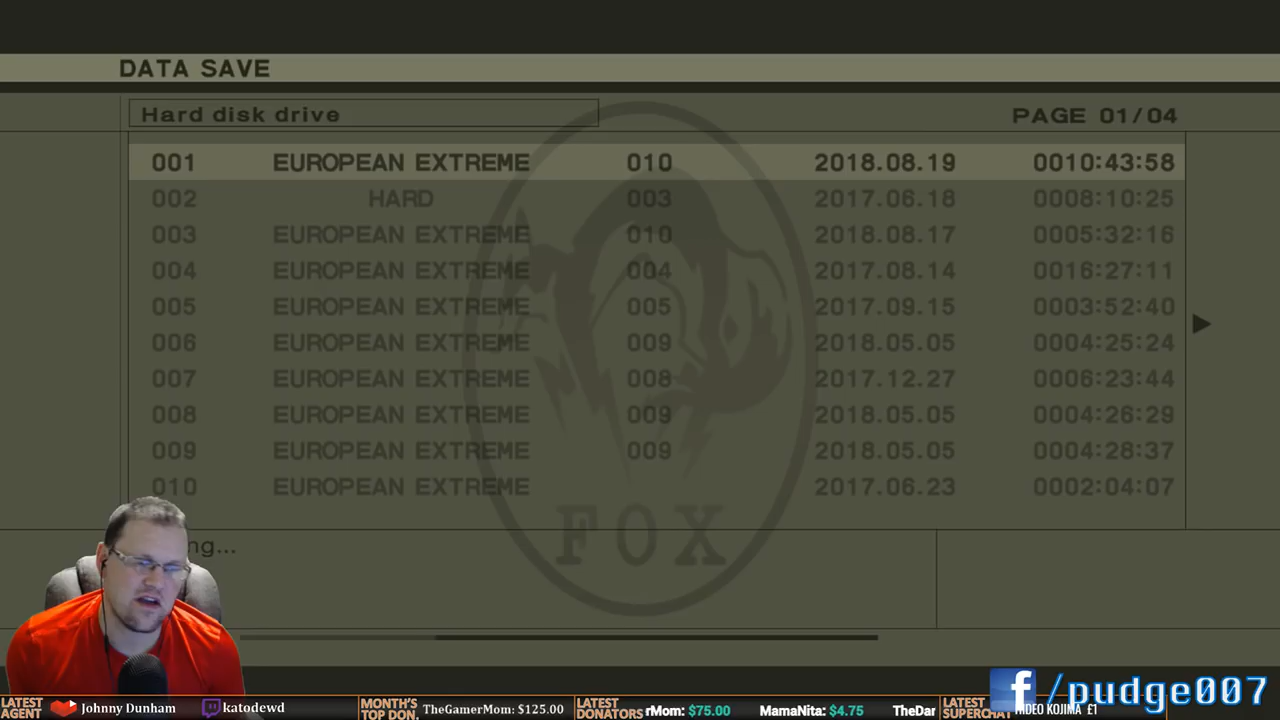 DATA SAVE
Hard disk drive PAGE 01/04
001 EUROPEAN EXTREME 010 2018.08.19 0010:43:58
002 HARD 003 2017.06.18 0008:10:25
003 EUROPEAN EXTREME 010 2018.08.17 0005:32:16
004 EUROPEAN EXTREME 004 2017.08.14 0016:27:11
005 EUROPEAN EXTREME 005 2017.09.15 0003:52:40
006 EUROPEAN EXTREME 009 2018.05.05 0004:25:24
007 EUROPEAN EXTREME 008 2017.12.27 0006:23:44
008 EUROPEAN EXTREME 009 2018.05.05 0004:26:29
009 EUROPEAN EXTREME 009 2018.05.05 0004:28:37
010 EUROPEAN EXTREME 2017.06.23 0002:04:07
FOX
ng...
f/pudge007
LATEST AGENT Johnny Dunham katodewd MONTH'S TOP DON. TheGamerMom: $125.00 LATEST DONATORS rMom: $75.00 MamaNita: $4.75 TheDar LATEST SUPERCHAT HIDEO KOJIMA £1